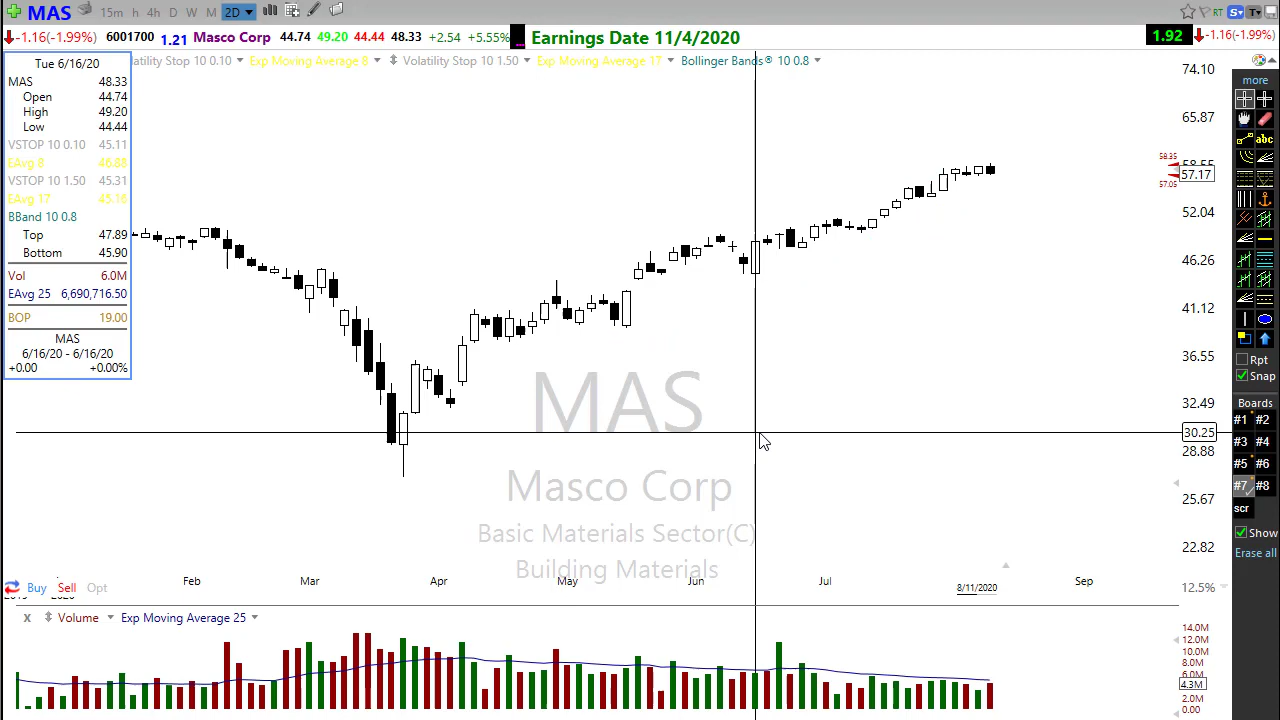 MAS 15m h 4h D W M 2D RT S T
-1.16(-1.99%) 6001700 1.21 Masco Corp 44.74 49.20 44.44 48.33 +2.54 +5.55% Earnings Date 11/4/2020 1.92 -1.16(-1.99%)
latility Stop 10 0.10 Exp Moving Average 8 Volatility Stop 10 1.50 Exp Moving Average 17 Bollinger Bands® 10 0.8
Tue 6/16/20
MAS 48.33
Open 44.74
High 49.20
Low 44.44
VSTOP 10 0.10 45.11
EAvg 8 46.88
VSTOP 10 1.50 45.31
EAvg 17 45.16
BBand 10 0.8
Top 47.89
Bottom 45.90
Vol 6.0M
EAvg 25 6,690,716.50
BOP 19.00
MAS
6/16/20 - 6/16/20
+0.00 +0.00%
74.10
65.87
58.35
57.17
57.05
52.04
46.26
41.12
36.55
32.49
30.25
28.88
25.67
22.82
12.5%
MAS
Masco Corp
Basic Materials Sector(C)
Building Materials
more
abc
Rpt
Snap
Boards
#1 #2
#3 #4
#5 #6
#7 #8
scr
Show
Erase all
Feb Mar Apr May Jun Jul 8/11/2020 Sep
Buy Sell Opt
X Volume Exp Moving Average 25
14.0M
12.0M
10.0M
8.0M
6.0M
4.3M
2.0M
0.00